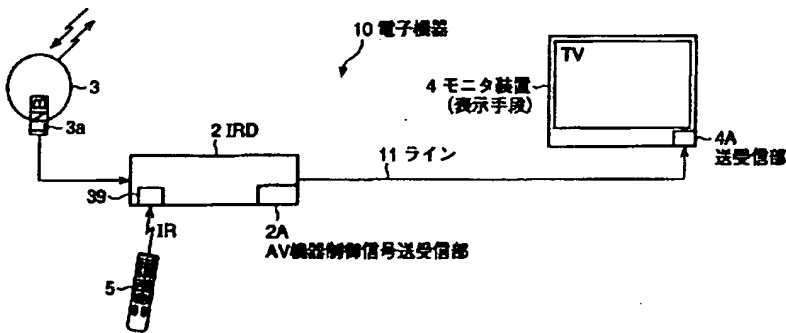 10 電子機器
TV
3
4 モニタ装置
(表示手段)
LNB
3a
2 IRD
4A
送受信部
11 ライン
39
IR
2A
AV機器制御信号送受信部
5